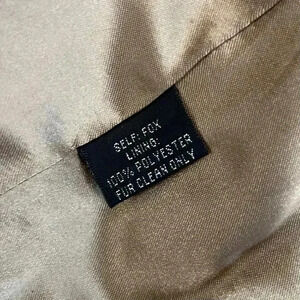 SELF: FOX
LINING:
100% POLYESTER
FUR CLEAN ONLY